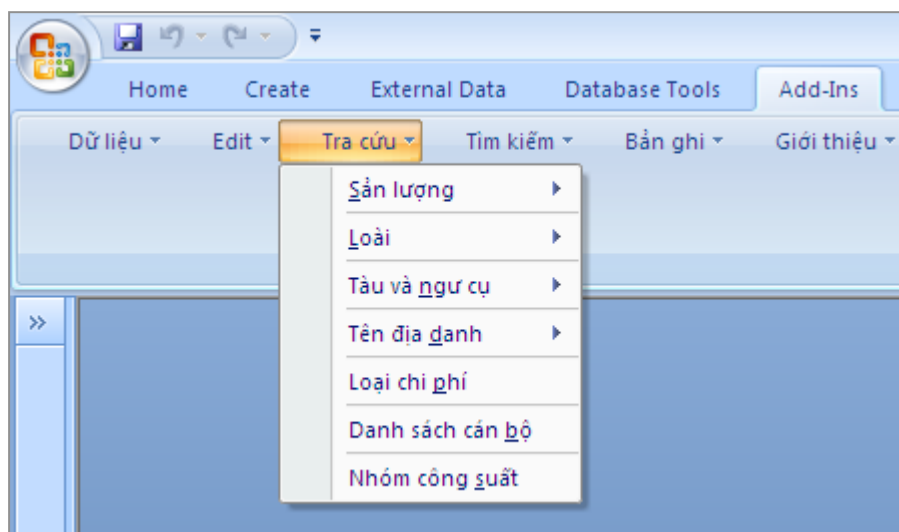 Home Create External Data Database Tools Add-Ins
Dữ liệu Edit Tra cứu Tìm kiếm Bản ghi Giới thiệu
Sản lượng
Loài
Tàu và ngư cụ
Tên địa danh
Loại chi phí
Danh sách cán bộ
Nhóm công suất